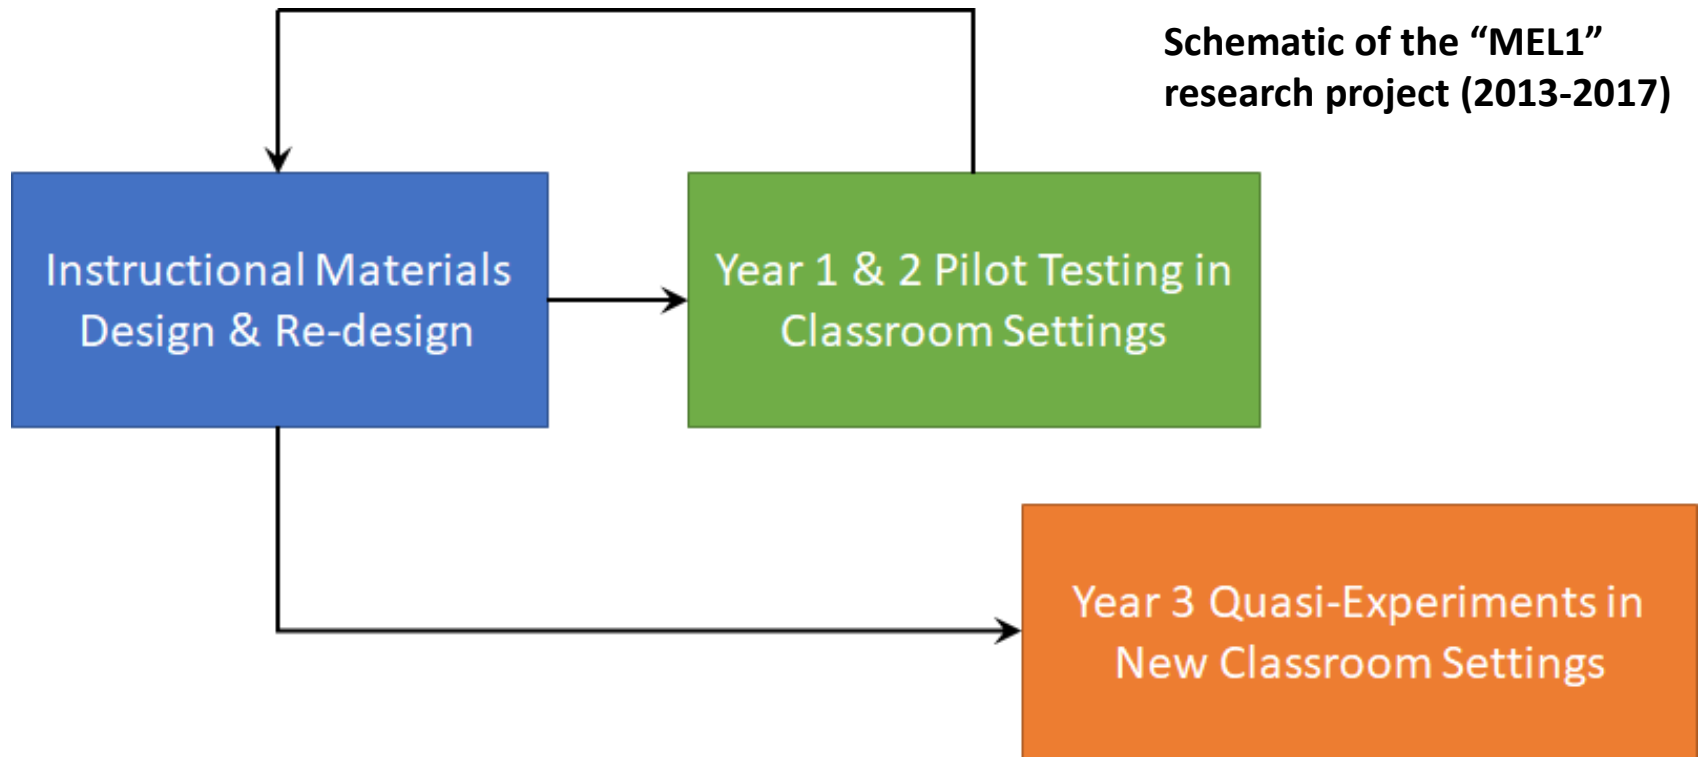 Schematic of the “MEL1”
research project (2013-2017)
Instructional Materials
Design & Re-design
Year 1 & 2 Pilot Testing in
Classroom Settings
Year 3 Quasi-Experiments in
New Classroom Settings